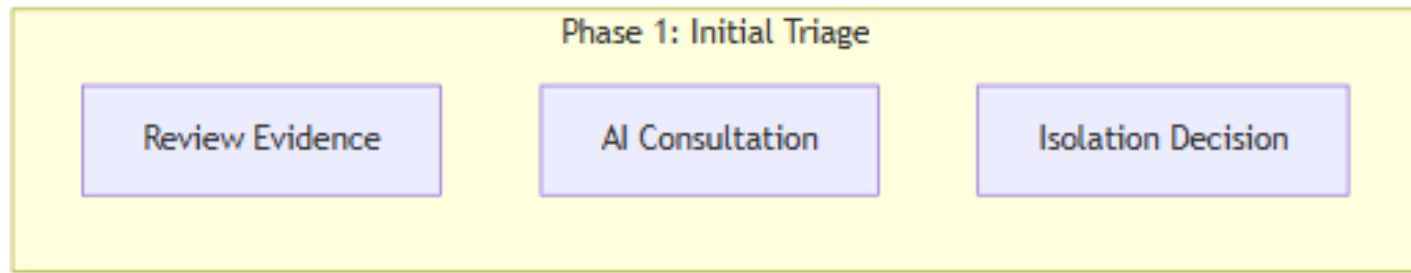 Phase 1: Initial Triage
Review Evidence
AI Consultation
Isolation Decision